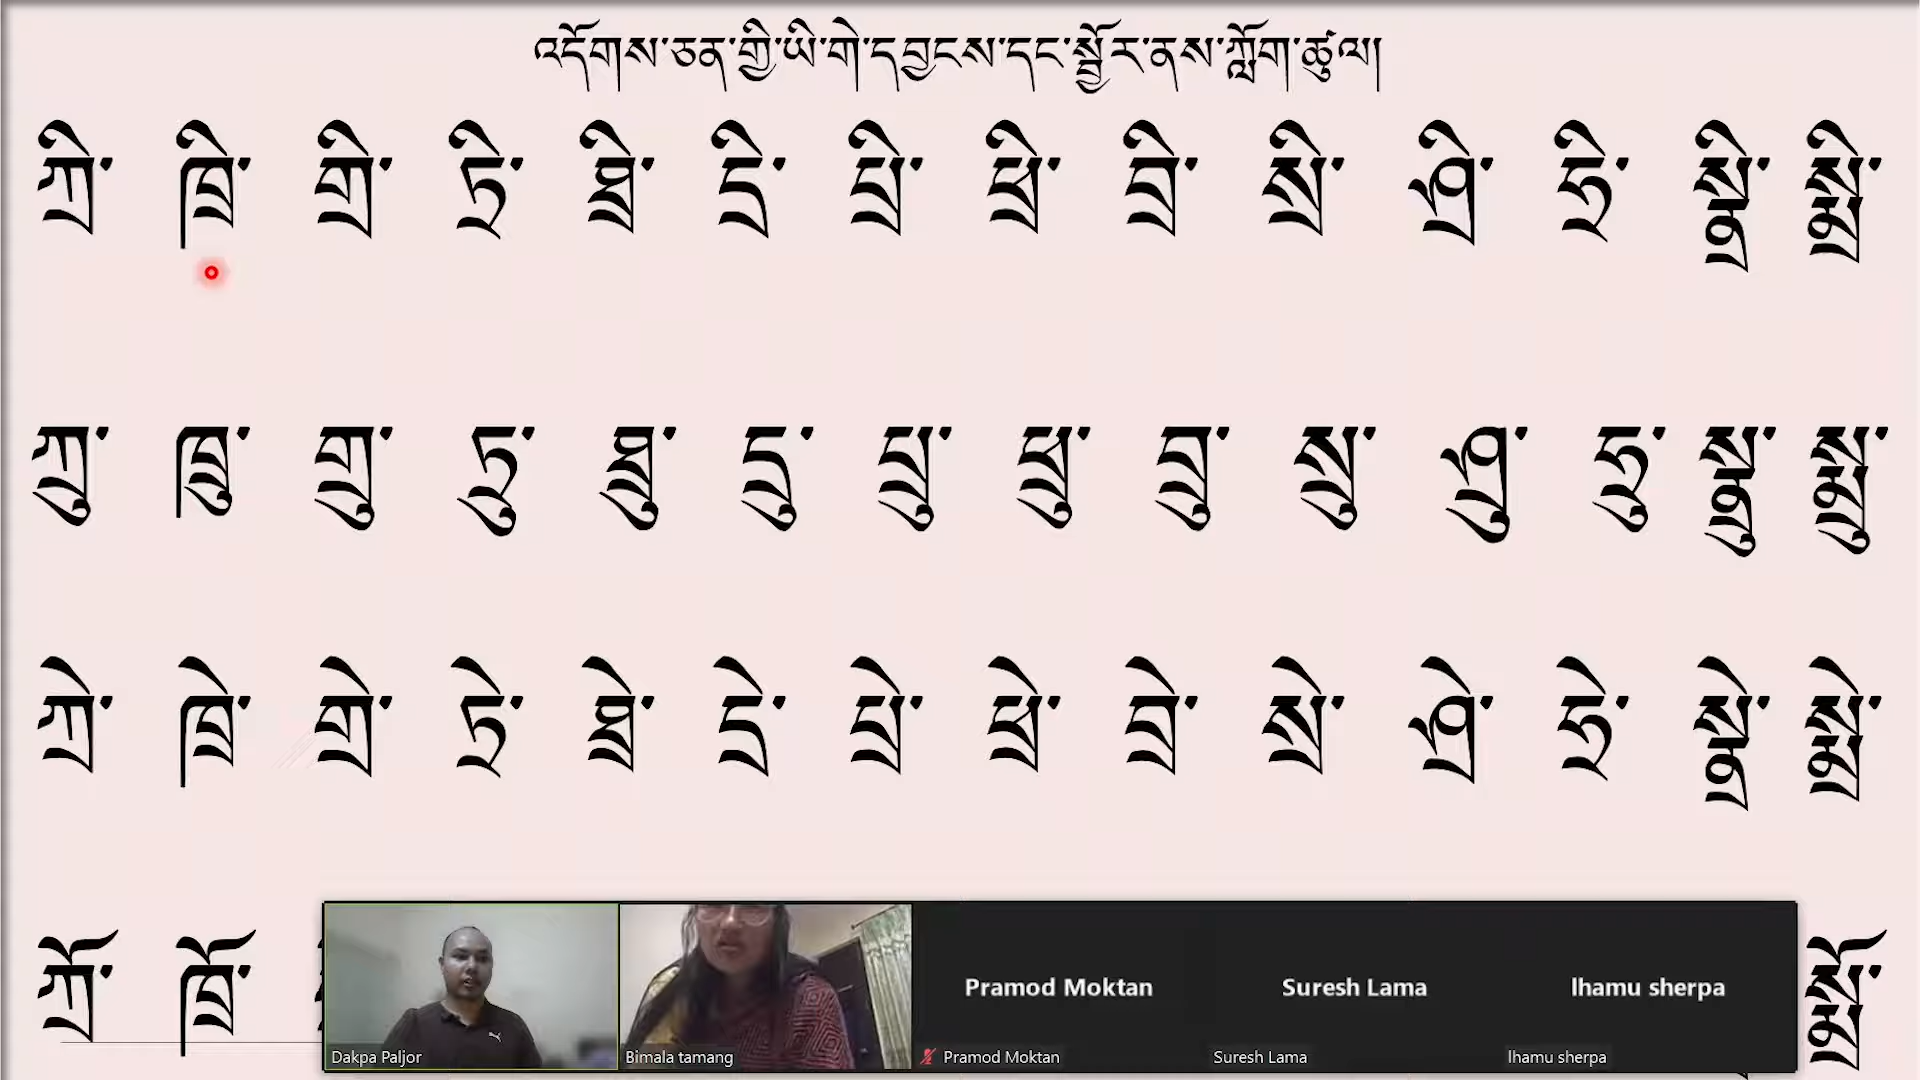 འདོགས་ཅན་གྱི་ཡི་གེ་དབྱངས་དང་སྦྱོར་ནས་ཀློག་ཚུལ།
ཀྲི་ ཁྲི་ གྲི་ ཏྲི་ ཐྲི་ དྲི་ པྲི་ ཕྲི་ བྲི་ སྲི་ ཤྲི་ ཧྲི་ སྣྲི་ སྨྲི་
ཀྲུ་ ཁྲུ་ གྲུ་ ཏྲུ་ ཐྲུ་ དྲུ་ པྲུ་ ཕྲུ་ བྲུ་ སྲུ་ ཤྲུ་ ཧྲུ་ སྣྲུ་ སྨྲུ་
ཀྲེ་ ཁྲེ་ གྲེ་ ཏྲེ་ ཐྲེ་ དྲེ་ པྲེ་ ཕྲེ་ བྲེ་ སྲེ་ ཤྲེ་ ཧྲེ་ སྣྲེ་ སྨྲེ་
ཀྲོ་ ཁྲོ་ སྨྲོ་
Pramod Moktan Suresh Lama lhamu sherpa
Dakpa Paljor Bimala tamang Pramod Moktan Suresh Lama lhamu sherpa